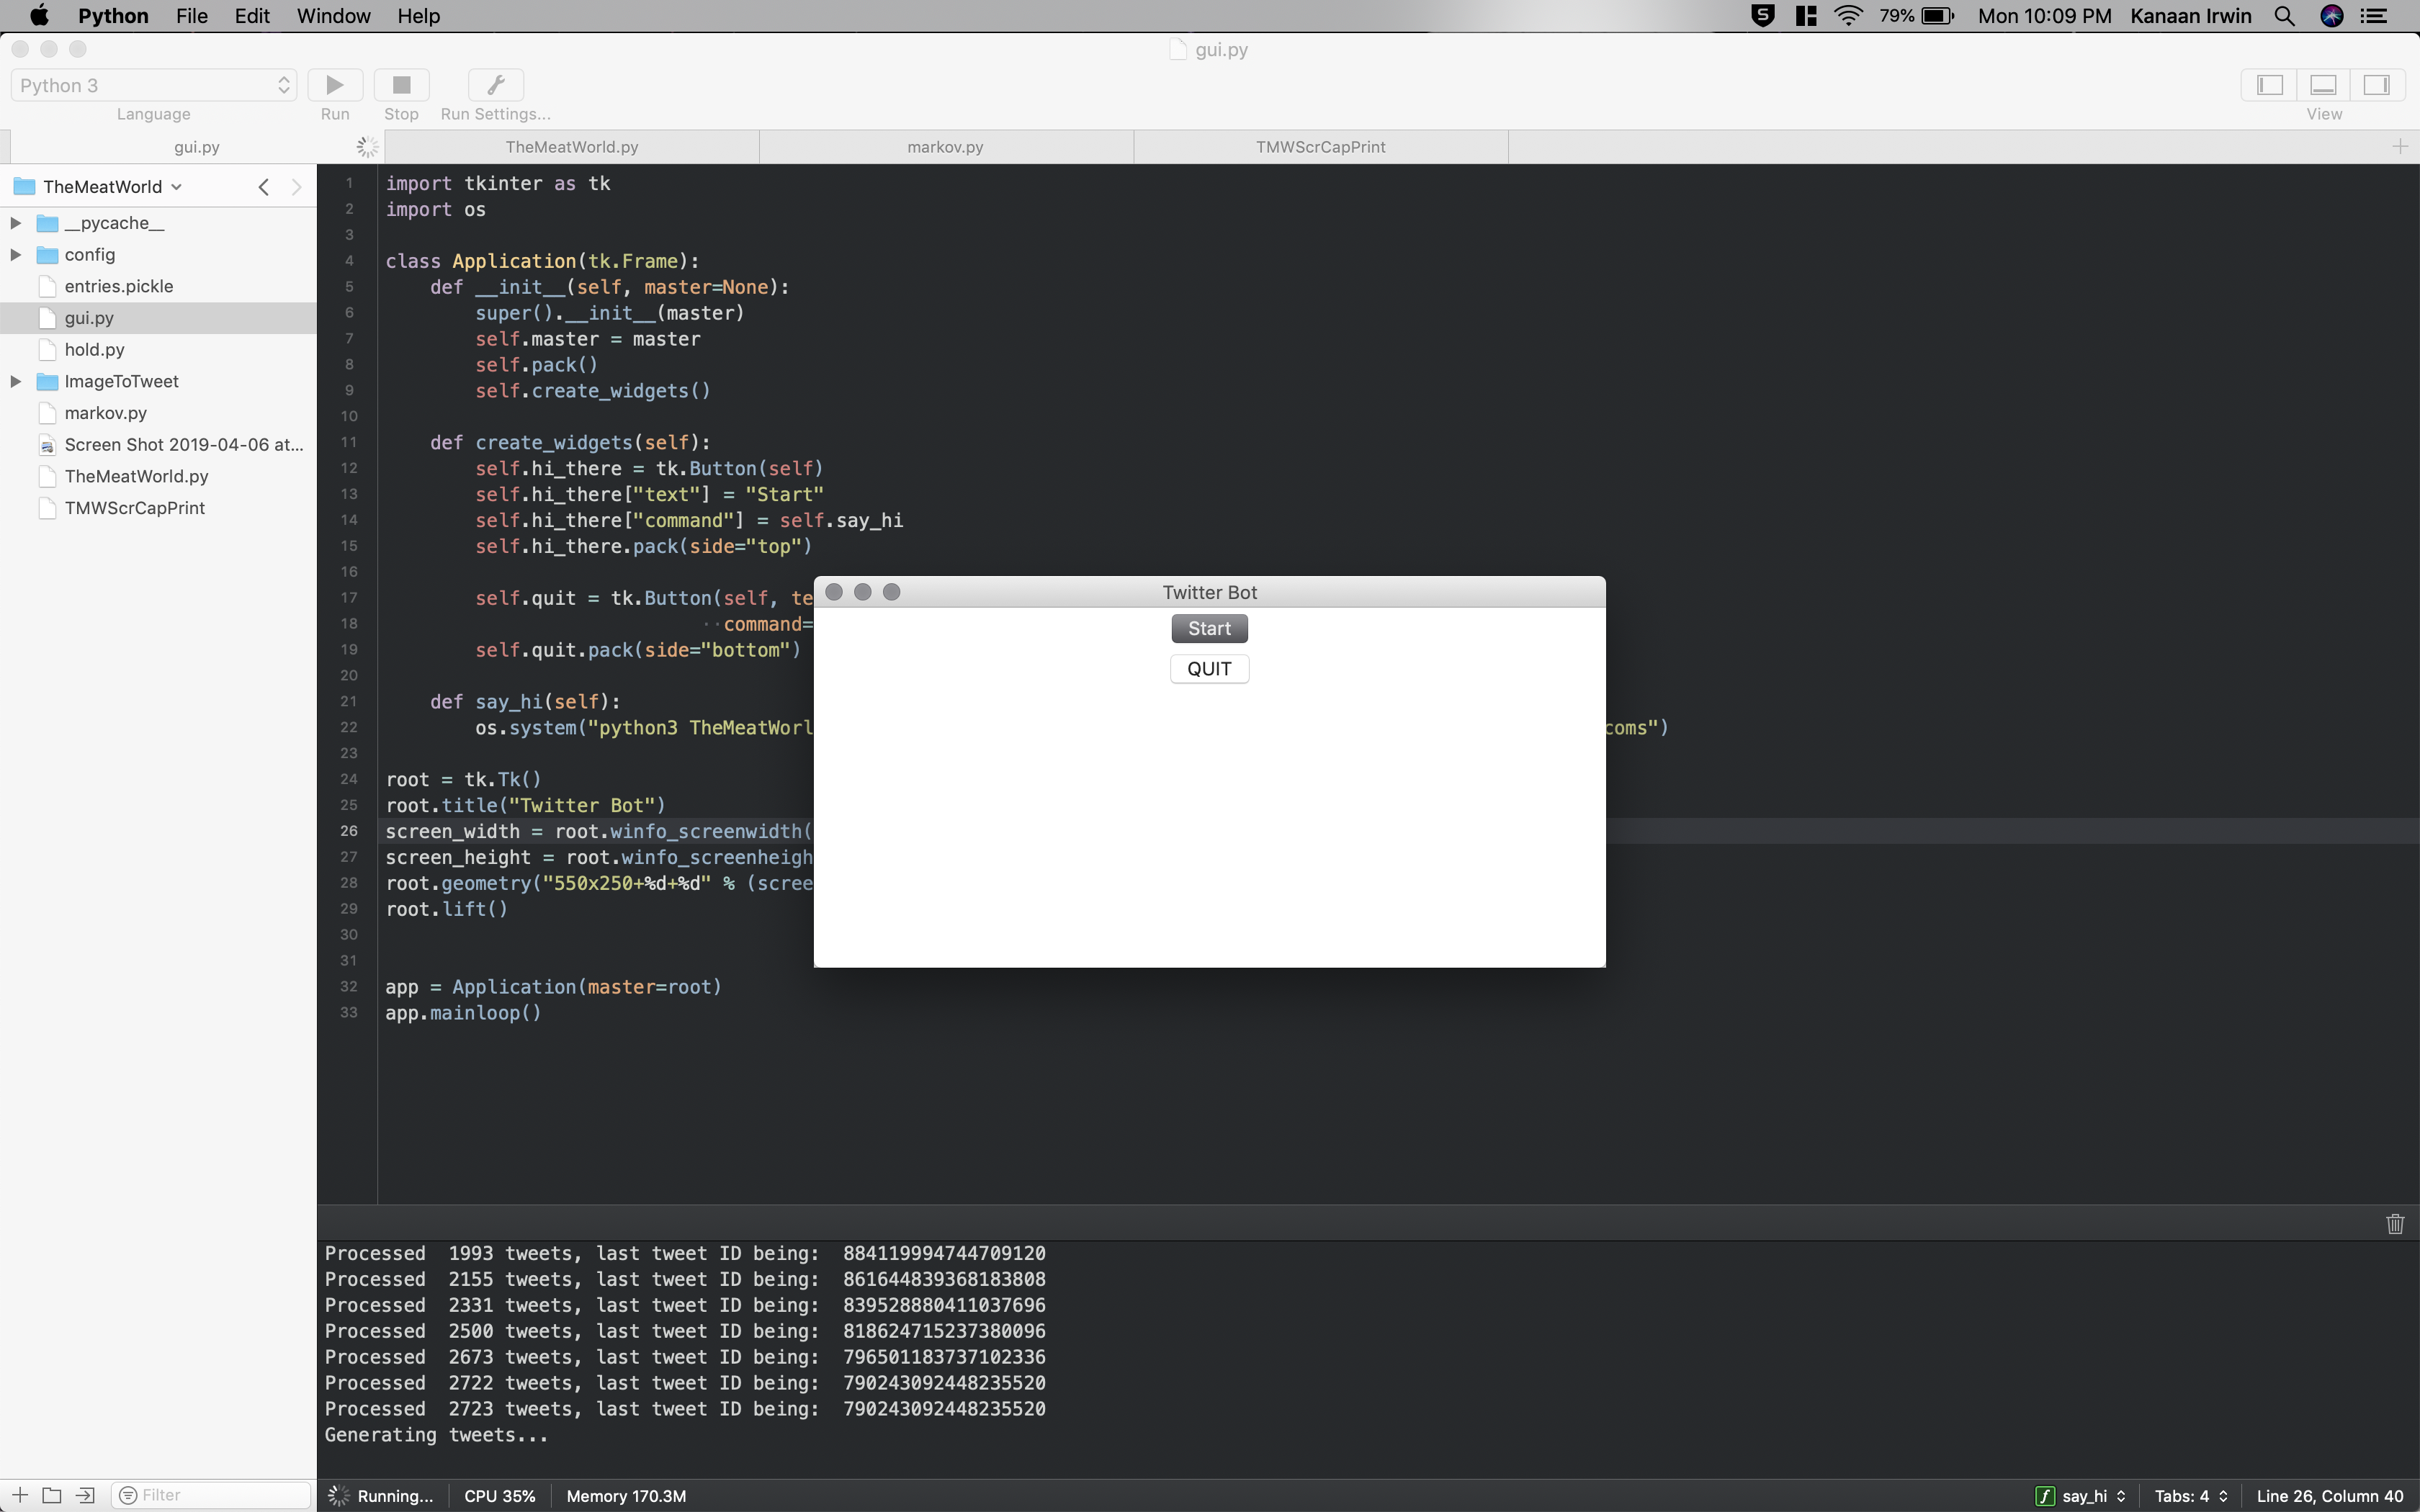 Python File Edit Window Help 79% Mon 10:09 PM Kanaan Irwin
gui.py
Python 3
Language Run Stop Run Settings... View
gui.py TheMeatWorld.py markov.py TMWScrCapPrint
TheMeatWorld
__pycache__
config
entries.pickle
gui.py
hold.py
ImageToTweet
markov.py
Screen Shot 2019-04-06 at...
TheMeatWorld.py
TMWScrCapPrint
1 import tkinter as tk
2 import os
3
4 class Application(tk.Frame):
5 def __init__(self, master=None):
6 super().__init__(master)
7 self.master = master
8 self.pack()
9 self.create_widgets()
10
11 def create_widgets(self):
12 self.hi_there = tk.Button(self)
13 self.hi_there["text"] = "Start"
14 self.hi_there["command"] = self.say_hi
15 self.hi_there.pack(side="top")
16
17 self.quit = tk.Button(self, te
18 command=
19 self.quit.pack(side="bottom")
20
21 def say_hi(self):
22 os.system("python3 TheMeatWorl coms")
23
24 root = tk.Tk()
25 root.title("Twitter Bot")
26 screen_width = root.winfo_screenwidth(
27 screen_height = root.winfo_screenheigh
28 root.geometry("550x250+%d+%d" % (scree
29 root.lift()
30
31
32 app = Application(master=root)
33 app.mainloop()
Twitter Bot
Start
QUIT
Processed 1993 tweets, last tweet ID being: 884119994744709120
Processed 2155 tweets, last tweet ID being: 861644839368183808
Processed 2331 tweets, last tweet ID being: 839528880411037696
Processed 2500 tweets, last tweet ID being: 818624715237380096
Processed 2673 tweets, last tweet ID being: 796501183737102336
Processed 2722 tweets, last tweet ID being: 790243092448235520
Processed 2723 tweets, last tweet ID being: 790243092448235520
Generating tweets...
Filter
Running... CPU 35% Memory 170.3M say_hi Tabs: 4 Line 26, Column 40